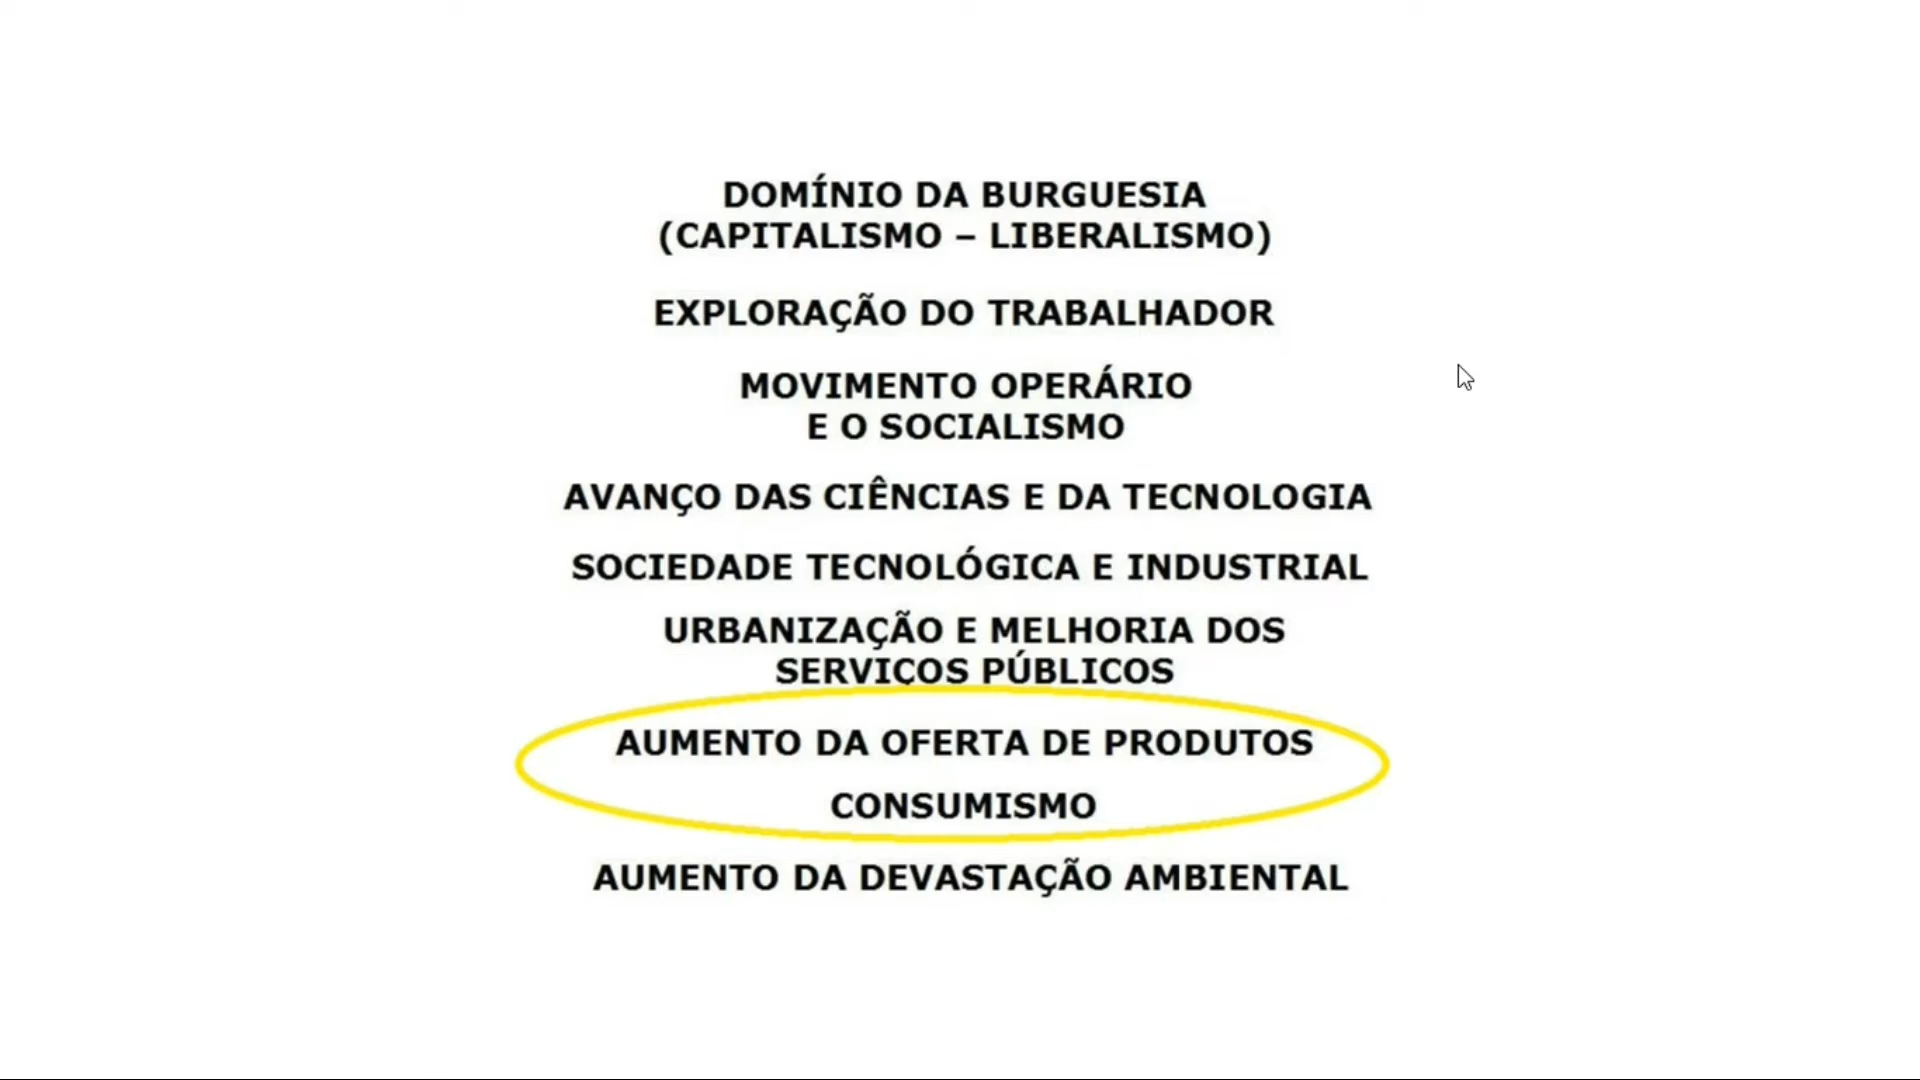 DOMÍNIO DA BURGUESIA
(CAPITALISMO – LIBERALISMO)
EXPLORAÇÃO DO TRABALHADOR
MOVIMENTO OPERÁRIO
E O SOCIALISMO
AVANÇO DAS CIÊNCIAS E DA TECNOLOGIA
SOCIEDADE TECNOLÓGICA E INDUSTRIAL
URBANIZAÇÃO E MELHORIA DOS
SERVIÇOS PÚBLICOS
AUMENTO DA OFERTA DE PRODUTOS
CONSUMISMO
AUMENTO DA DEVASTAÇÃO AMBIENTAL